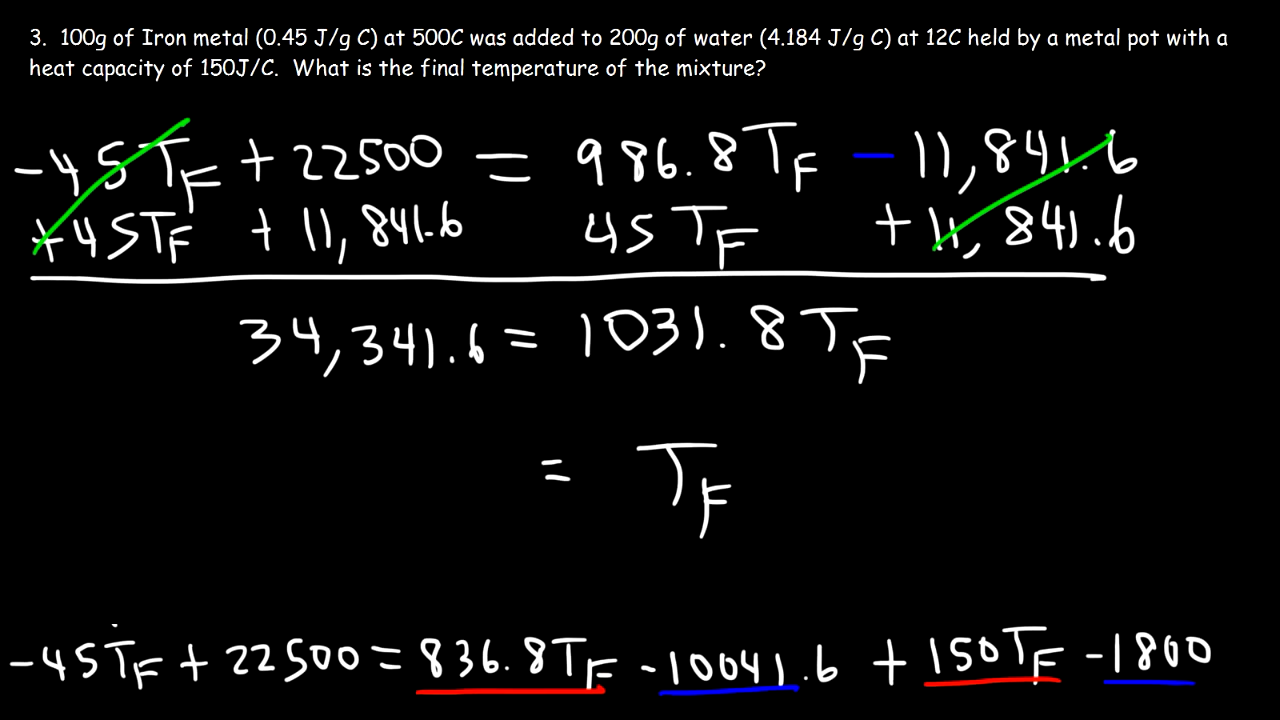 3. 100g of Iron metal (0.45 J/g C) at 500C was added to 200g of water (4.184 J/g C) at 12C held by a metal pot with a
heat capacity of 150J/C. What is the final temperature of the mixture?
-45TF + 22500 = 986.8TF - 11,841.6
+45TF + 11,841.6 45TF + 11,841.6
34,341.6 = 1031.8TF
= TF
-45TF + 22500 = 836.8TF - 10041.6 + 150TF - 1800